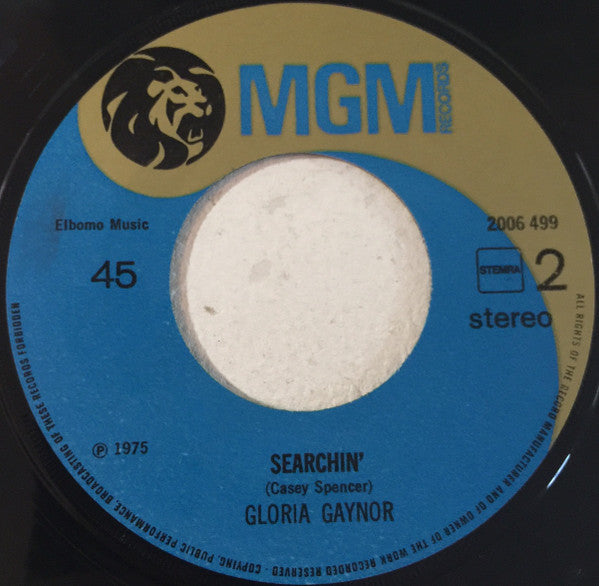 MGM
RECORDS
Elbomo Music
2006 499
45
STEMRA
2
stereo
℗ 1975
SEARCHIN'
(Casey Spencer)
GLORIA GAYNOR
ALL RIGHTS OF THE RECORD MANUFACTURER AND OF OWNER OF THE WORK RECORDED RESERVED - COPYING, PUBLIC PERFORMANCE, BROADCASTING OF THESE RECORDS FORBIDDEN